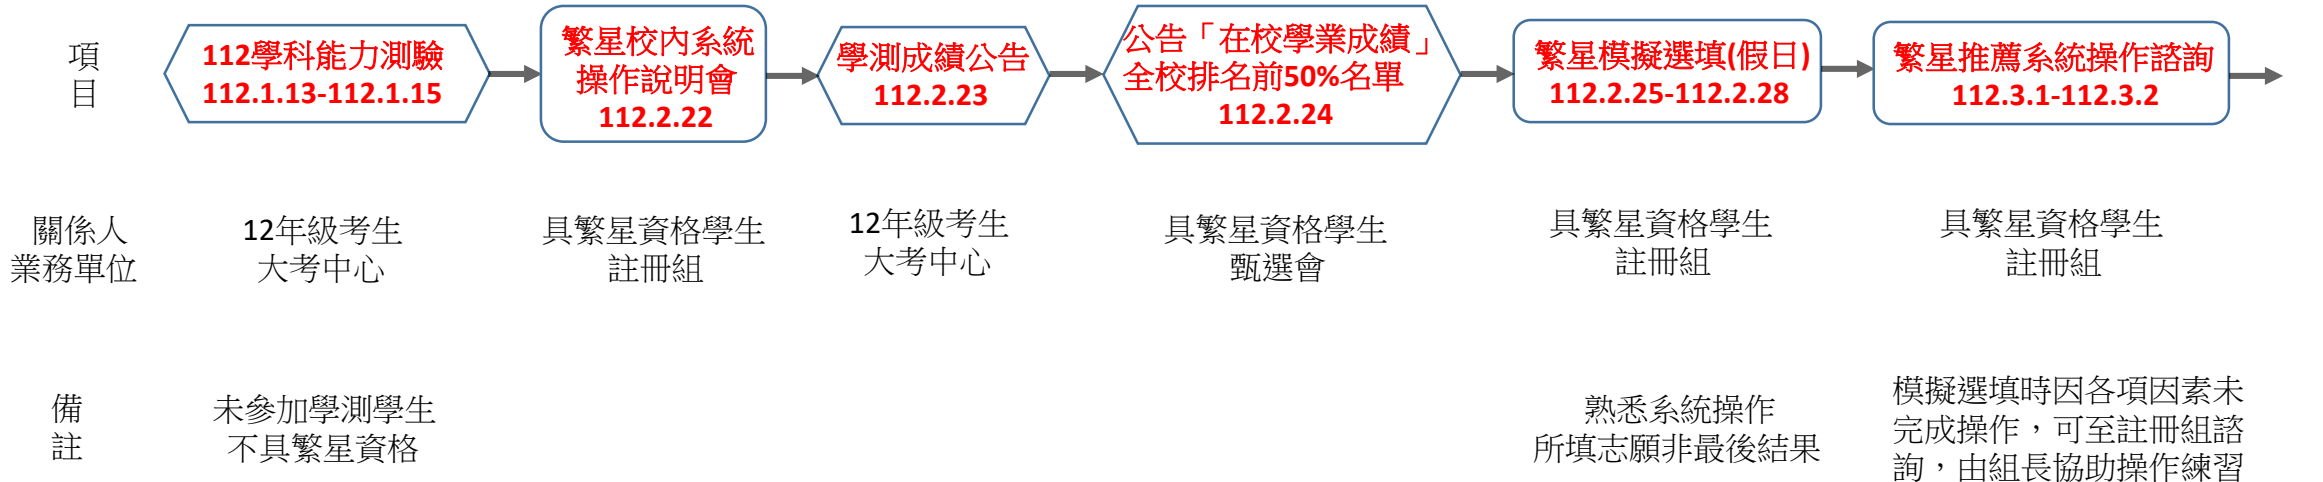 項
目
112學科能力測驗
112.1.13-112.1.15
繁星校內系統
操作說明會
112.2.22
學測成績公告
112.2.23
公告「在校學業成績」
全校排名前50%名單
112.2.24
繁星模擬選填(假日)
112.2.25-112.2.28
繁星推薦系統操作諮詢
112.3.1-112.3.2
關係人
業務單位
12年級考生
大考中心
具繁星資格學生
註冊組
12年級考生
大考中心
具繁星資格學生
甄選會
具繁星資格學生
註冊組
具繁星資格學生
註冊組
備
註
未參加學測學生
不具繁星資格
熟悉系統操作
所填志願非最後結果
模擬選填時因各項因素未
完成操作，可至註冊組諮
詢，由組長協助操作練習